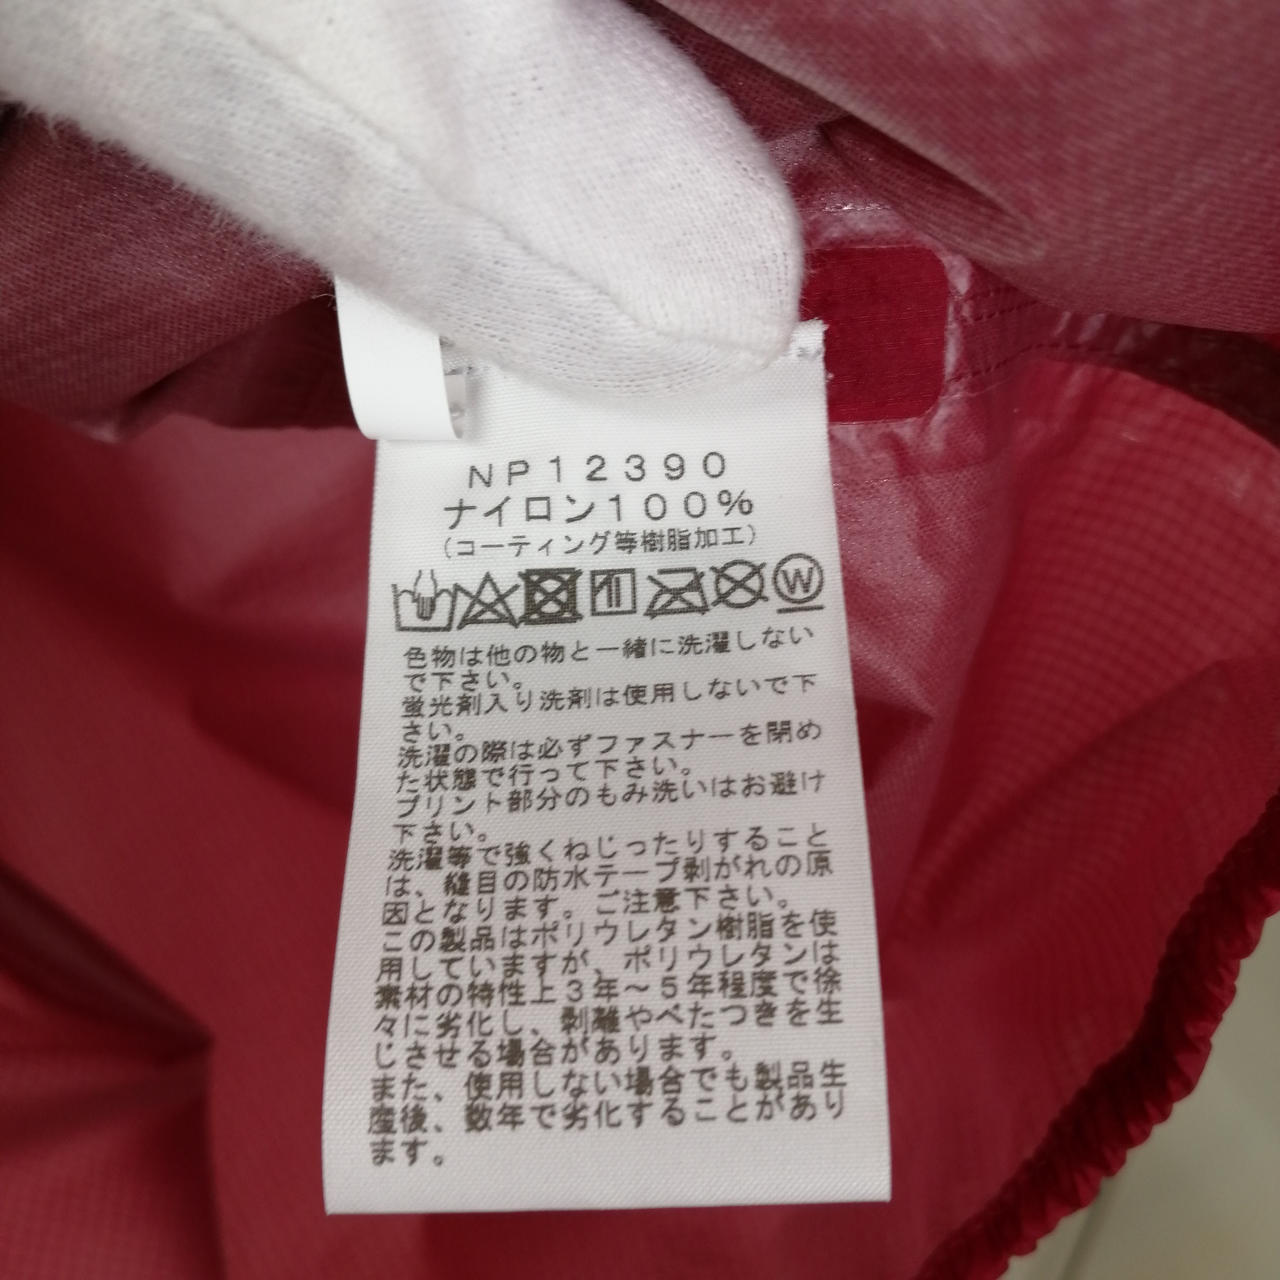 NP12390
ナイロン100%
(コーティング等樹脂加工)
W
色物は他の物と一緒に洗濯しない
で下さい。
蛍光剤入り洗剤は使用しないで下
さい。
洗濯の際は必ずファスナーを閉め
た状態で行って下さい。
プリント部分のもみ洗いはお避け
下さい。
洗濯等で強くねじったりすること
は、縫目の防水テープ剥がれの原
因となります。ご注意下さい。
この製品はポリウレタン樹脂を使
用していますが、ポリウレタンは
素材の特性上3年~5年程度で徐
々に劣化し、剥離やべたつきを生
じさせる場合があります。
また、使用しない場合でも製品生
産後、数年で劣化することがあり
ます。